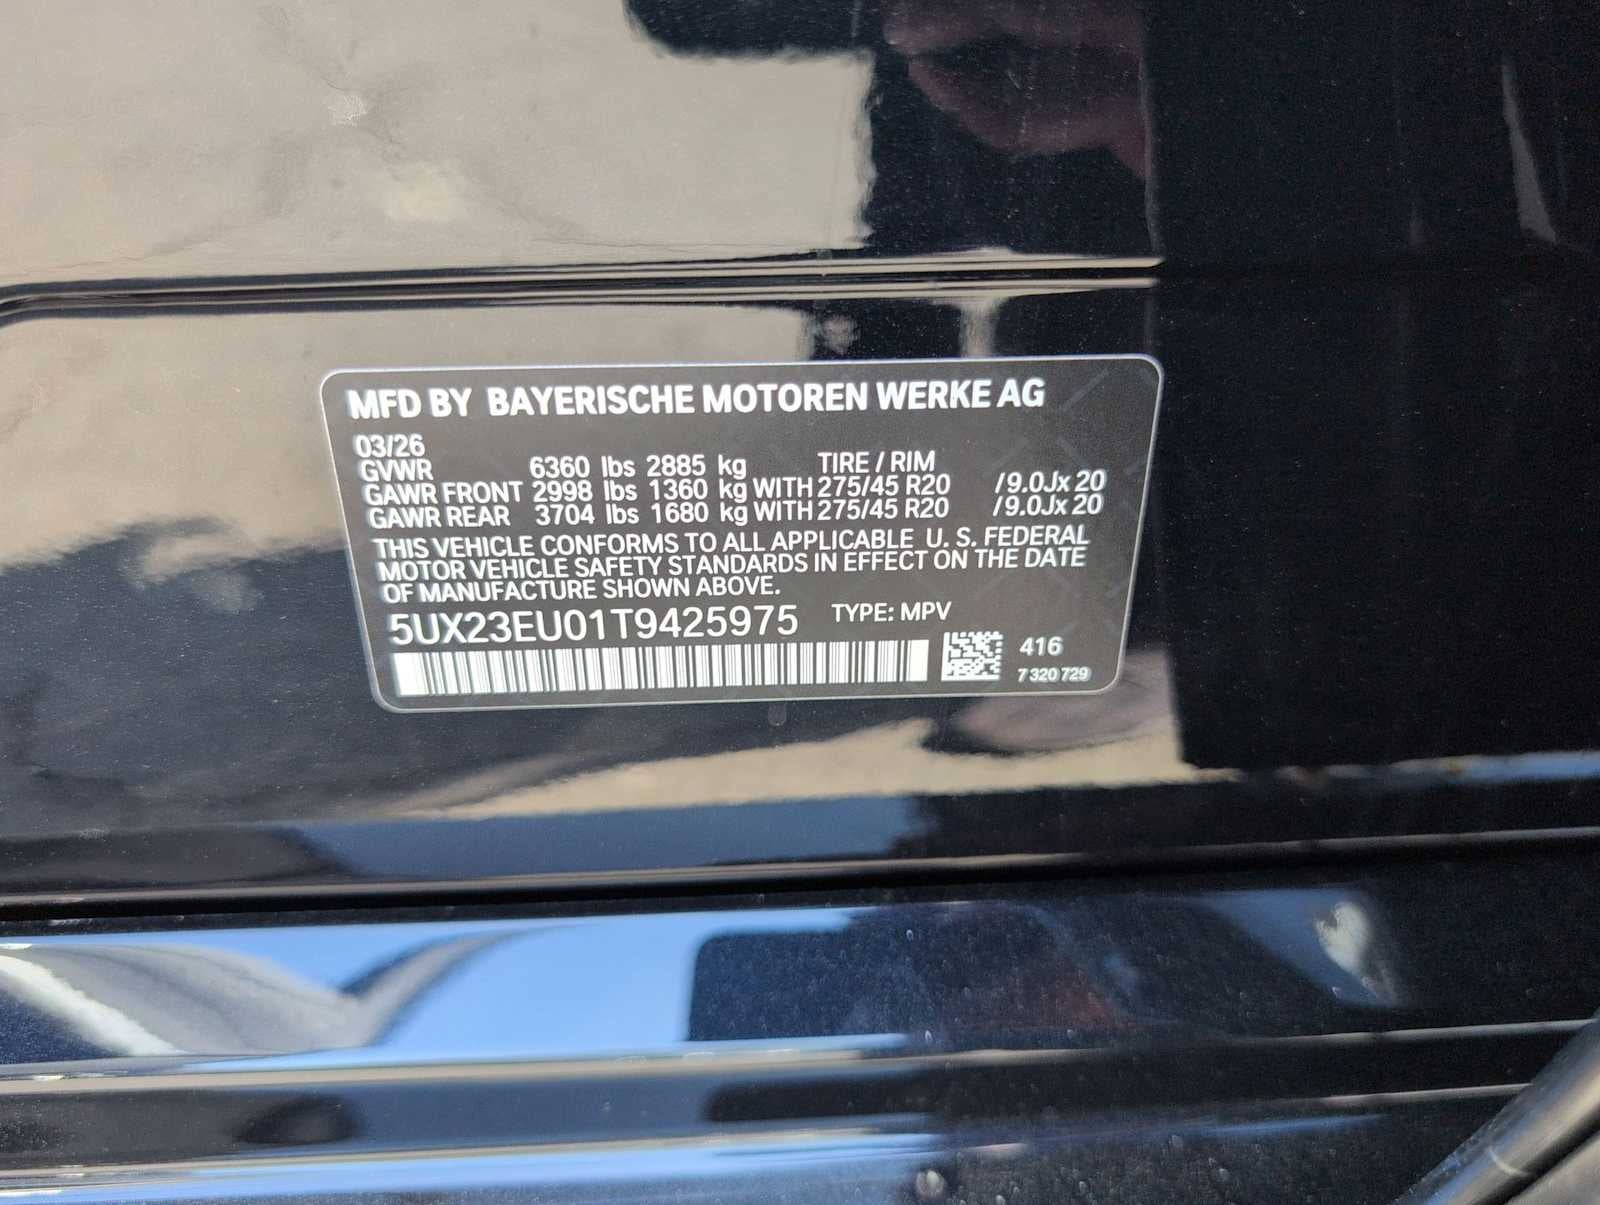 MFD BY BAYERISCHE MOTOREN WERKE AG
03/26
GVWR 6360 lbs 2885 kg TIRE / RIM
GAWR FRONT 2998 lbs 1360 kg WITH 275/45 R20 /9.0Jx 20
GAWR REAR 3704 lbs 1680 kg WITH 275/45 R20 /9.0Jx 20
THIS VEHICLE CONFORMS TO ALL APPLICABLE U. S. FEDERAL
MOTOR VEHICLE SAFETY STANDARDS IN EFFECT ON THE DATE
OF MANUFACTURE SHOWN ABOVE.
5UX23EU01T9425975 TYPE: MPV
416
7 320 729